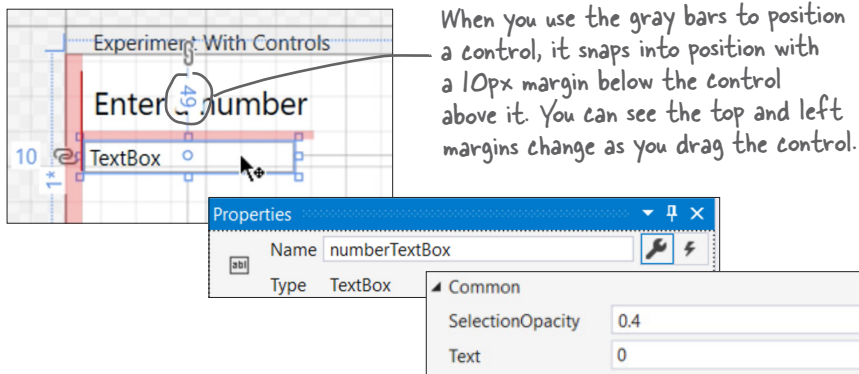 Experiment With Controls
Enter a number
49
10
1*
TextBox
When you use the gray bars to position
a control, it snaps into position with
a 10px margin below the control
above it. You can see the top and left
margins change as you drag the control.
Properties
Name numberTextBox
abl
Type TextBox
Common
SelectionOpacity 0.4
Text 0